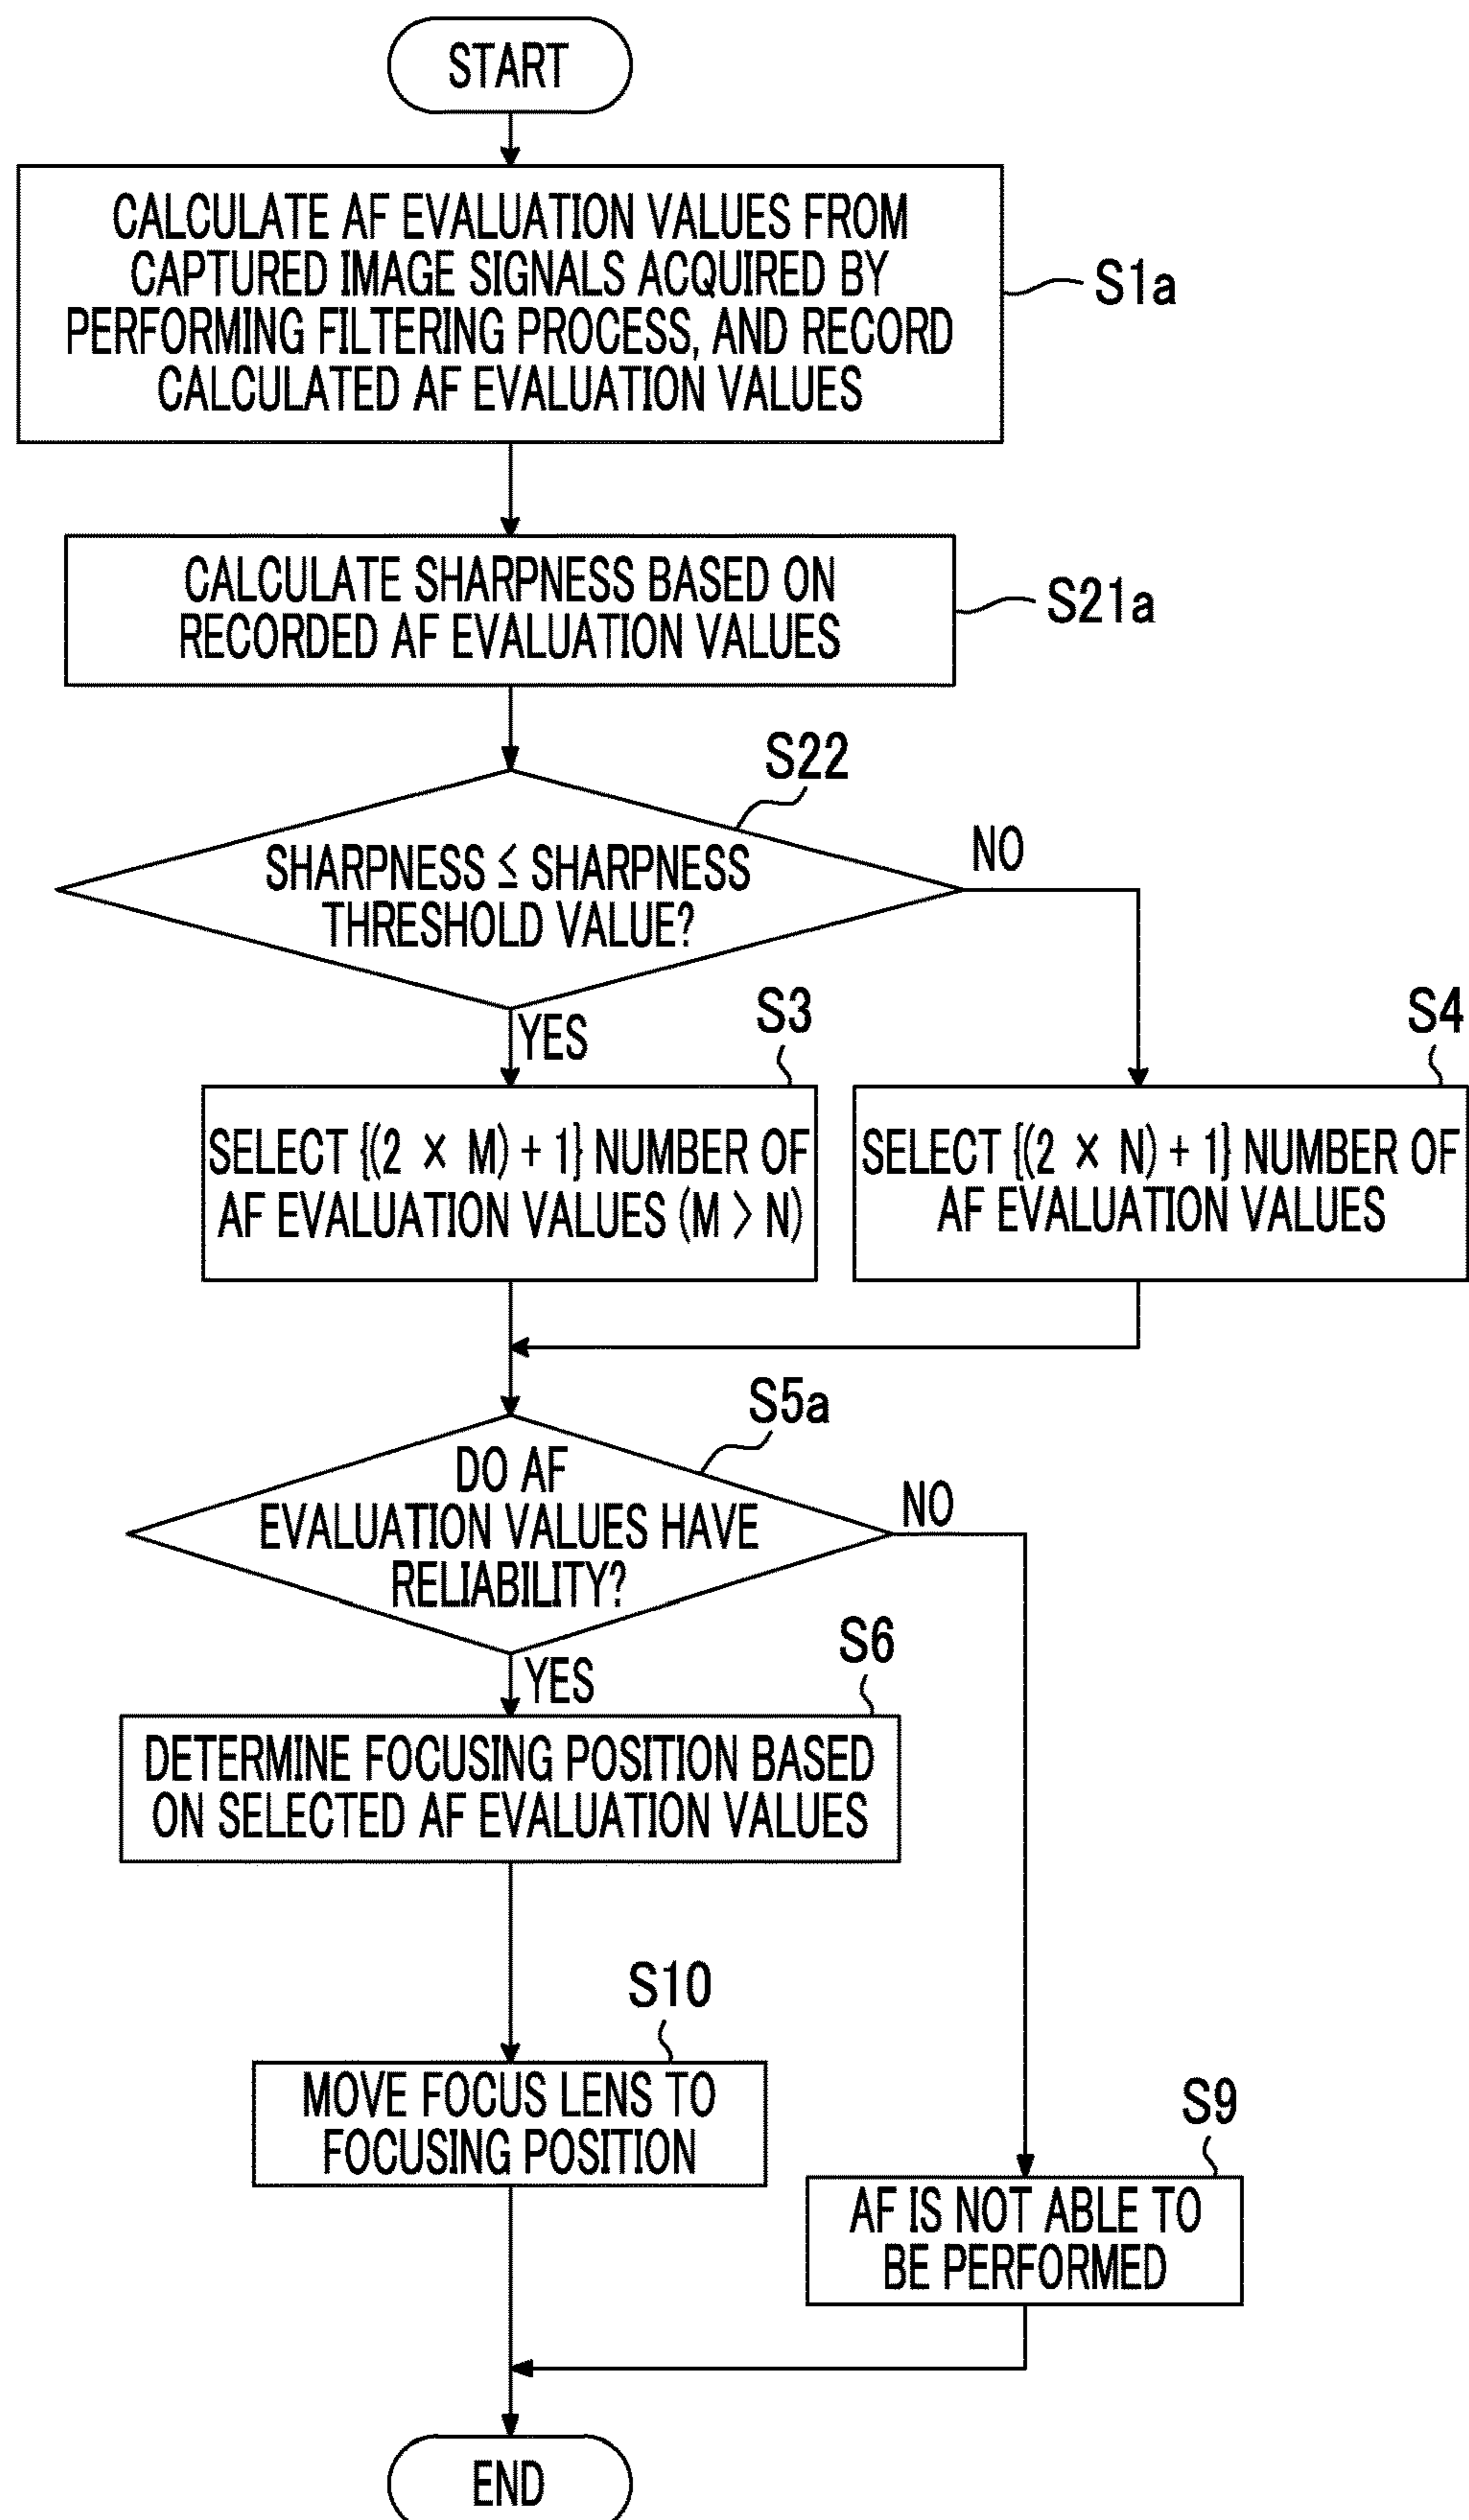 START
CALCULATE AF EVALUATION VALUES FROM
CAPTURED IMAGE SIGNALS ACQUIRED BY
PERFORMING FILTERING PROCESS, AND RECORD
CALCULATED AF EVALUATION VALUES
S1a
CALCULATE SHARPNESS BASED ON
RECORDED AF EVALUATION VALUES
S21a
S22
SHARPNESS ≤ SHARPNESS
THRESHOLD VALUE?
NO
YES
S3
SELECT {(2 × M) + 1} NUMBER OF
AF EVALUATION VALUES (M > N)
S4
SELECT {(2 × N) + 1} NUMBER OF
AF EVALUATION VALUES
S5a
DO AF
EVALUATION VALUES HAVE
RELIABILITY?
NO
YES
S6
DETERMINE FOCUSING POSITION BASED
ON SELECTED AF EVALUATION VALUES
S10
MOVE FOCUS LENS TO
FOCUSING POSITION
S9
AF IS NOT ABLE TO
BE PERFORMED
END